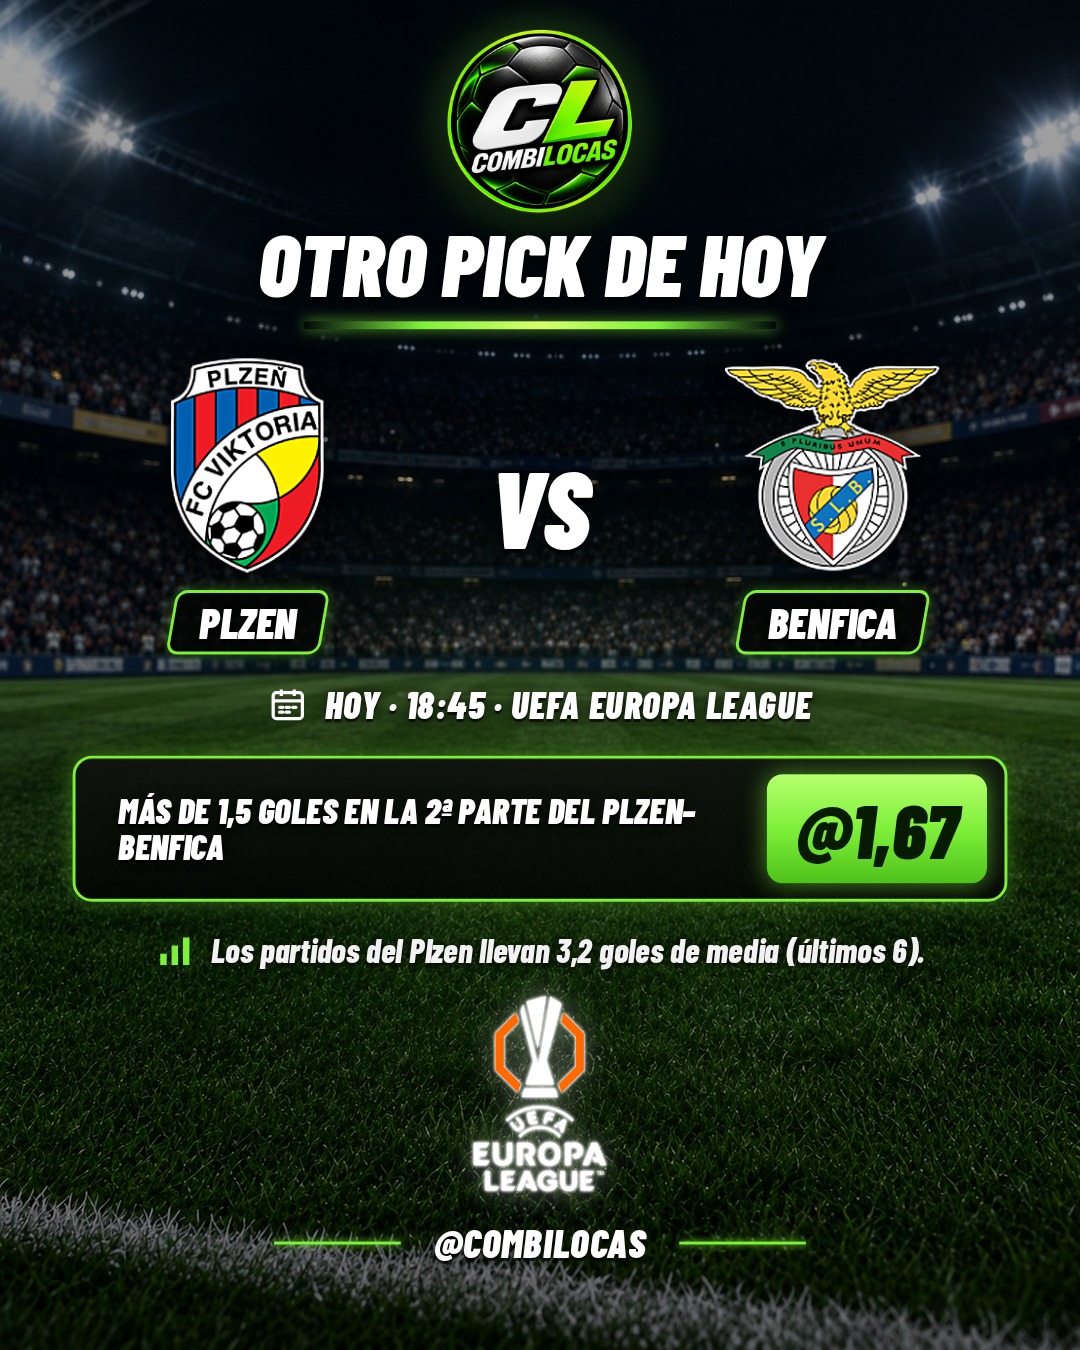 CL
COMBILOCAS
OTRO PICK DE HOY
PLZEŇ
FC VIKTORIA
E PLURIBUS UNUM
S.L.B.
VS
PLZEN
BENFICA
HOY · 18:45 · UEFA EUROPA LEAGUE
MÁS DE 1,5 GOLES EN LA 2ª PARTE DEL PLZEN-
BENFICA
@1,67
Los partidos del Plzen llevan 3,2 goles de media (últimos 6).
UEFA
EUROPA
LEAGUE™
@COMBILOCAS